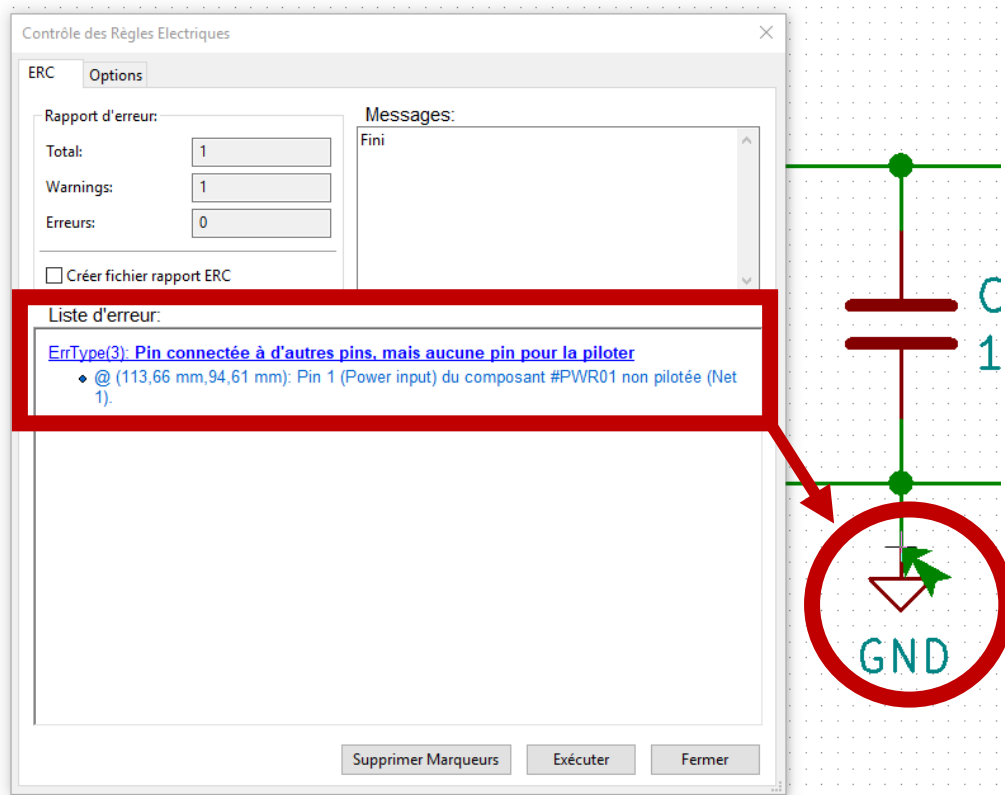 Contrôle des Règles Electriques
ERC Options
Rapport d'erreur:
Total: 1
Warnings: 1
Erreurs: 0
Créer fichier rapport ERC
Messages:
Fini
Liste d'erreur:
ErrType(3): Pin connectée à d'autres pins, mais aucune pin pour la piloter
@ (113,66 mm,94,61 mm): Pin 1 (Power input) du composant #PWR01 non pilotée (Net
1).
Supprimer Marqueurs Exécuter Fermer
C
1
GND